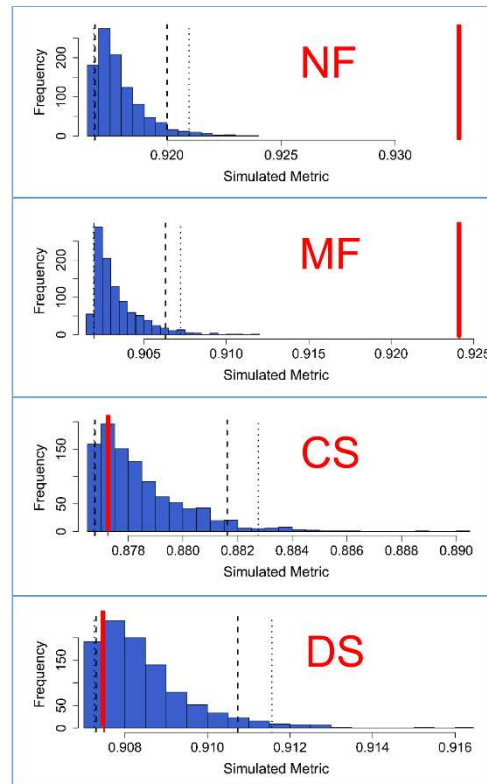 NF
Frequency
0 100 200
0.920 0.925 0.930
Simulated Metric
MF
Frequency
0 100 200
0.905 0.910 0.915 0.920 0.925
Simulated Metric
CS
Frequency
0 50 150
0.878 0.880 0.882 0.884 0.886 0.888 0.890
Simulated Metric
DS
Frequency
0 50 150
0.908 0.910 0.912 0.914 0.916
Simulated Metric